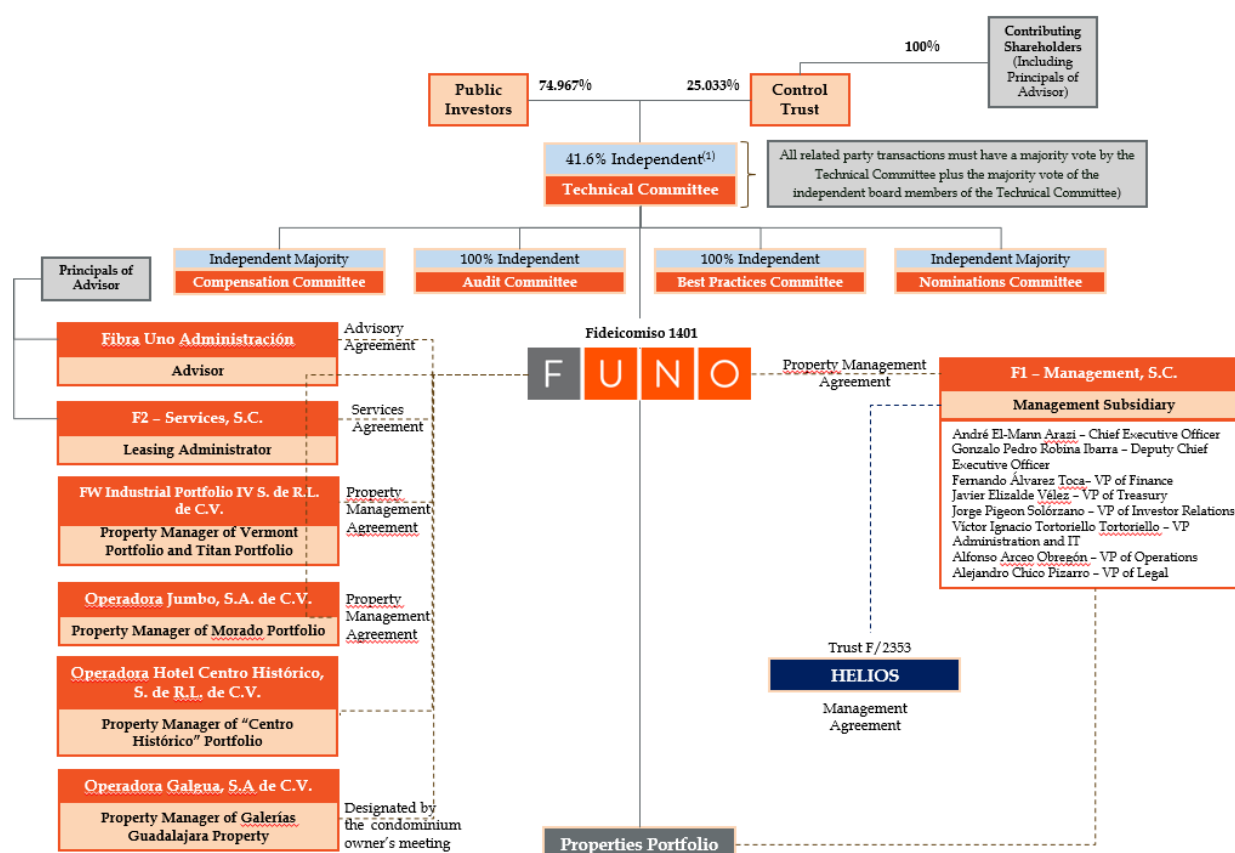 100%
Contributing
Shareholders
(Including
Principals of
Advisor)
Public
Investors
74.967%
25.033%
Control
Trust
41.6% Independent(1)
Technical Committee
All related party transactions must have a majority vote by the
Technical Committee plus the majority vote of the
independent board members of the Technical Committee)
Independent Majority
Compensation Committee
100% Independent
Audit Committee
100% Independent
Best Practices Committee
Independent Majority
Nominations Committee
Principals of
Advisor
Fibra Uno Administración
Advisor
Advisory
Agreement
F2 – Services, S.C.
Leasing Administrator
Services
Agreement
FW Industrial Portfolio IV S. de R.L.
de C.V.
Property Manager of Vermont
Portfolio and Titan Portfolio
Property
Management
Agreement
Operadora Jumbo, S.A. de C.V.
Property Manager of Morado Portfolio
Property
Management
Agreement
Operadora Hotel Centro Histórico,
S. de R.L. de C.V.
Property Manager of “Centro
Histórico” Portfolio
Operadora Galgua, S.A de C.V.
Property Manager of Galerías
Guadalajara Property
Designated by
the condominium
owner’s meeting
Fideicomiso 1401
FUNO
Property Management
Agreement
F1 – Management, S.C.
Management Subsidiary
André El-Mann Arazi – Chief Executive Officer
Gonzalo Pedro Robina Ibarra – Deputy Chief
Executive Officer
Fernando Álvarez Toca– VP of Finance
Javier Elizalde Vélez – VP of Treasury
Jorge Pigeon Solórzano – VP of Investor Relations
Víctor Ignacio Tortoriello Tortoriello – VP
Administration and IT
Alfonso Arceo Obregón – VP of Operations
Alejandro Chico Pizarro – VP of Legal
Trust F/2353
HELIOS
Management
Agreement
Properties Portfolio